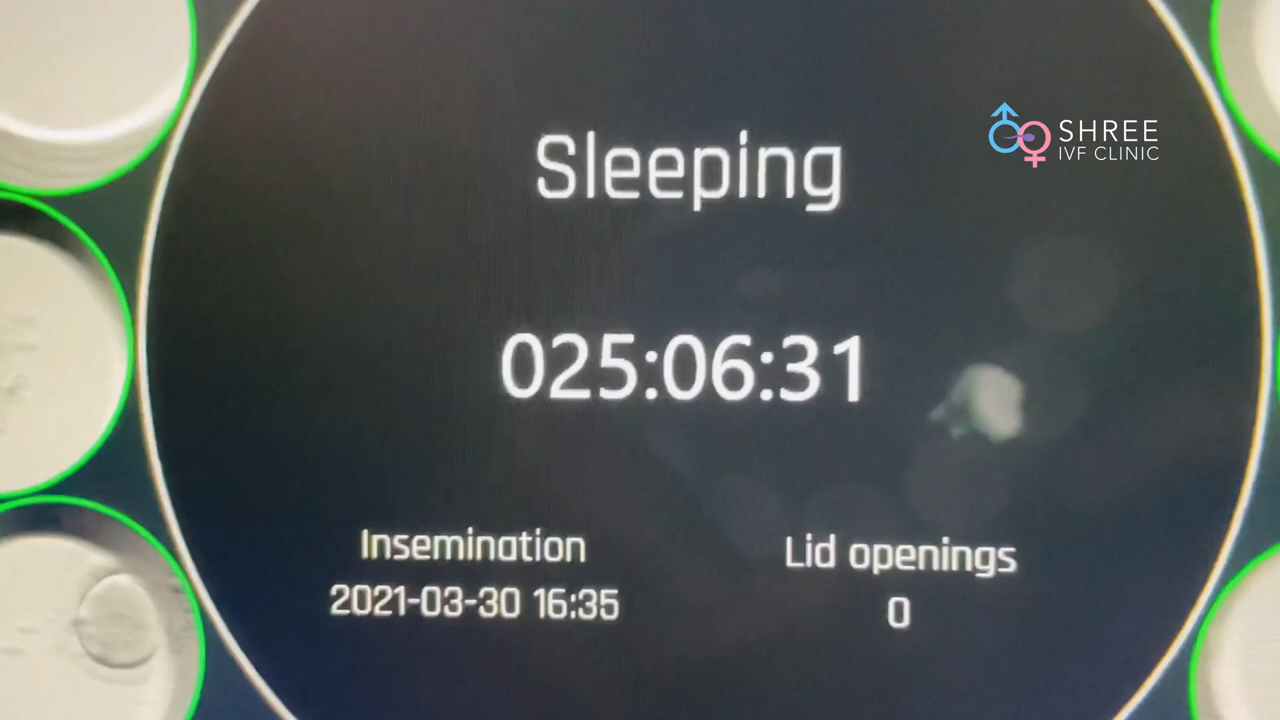 SHREE
IVF CLINIC
Sleeping
025:06:31
Insemination
2021-03-30 16:35
Lid openings
0